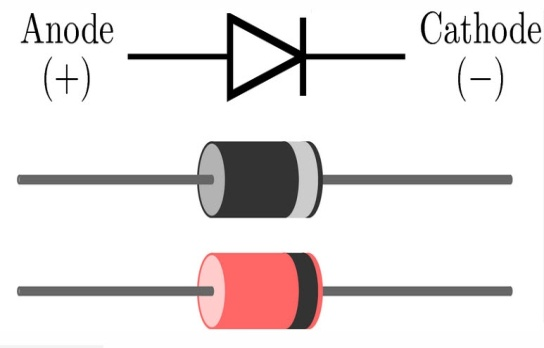 Anode
(+)
Cathode
(−)